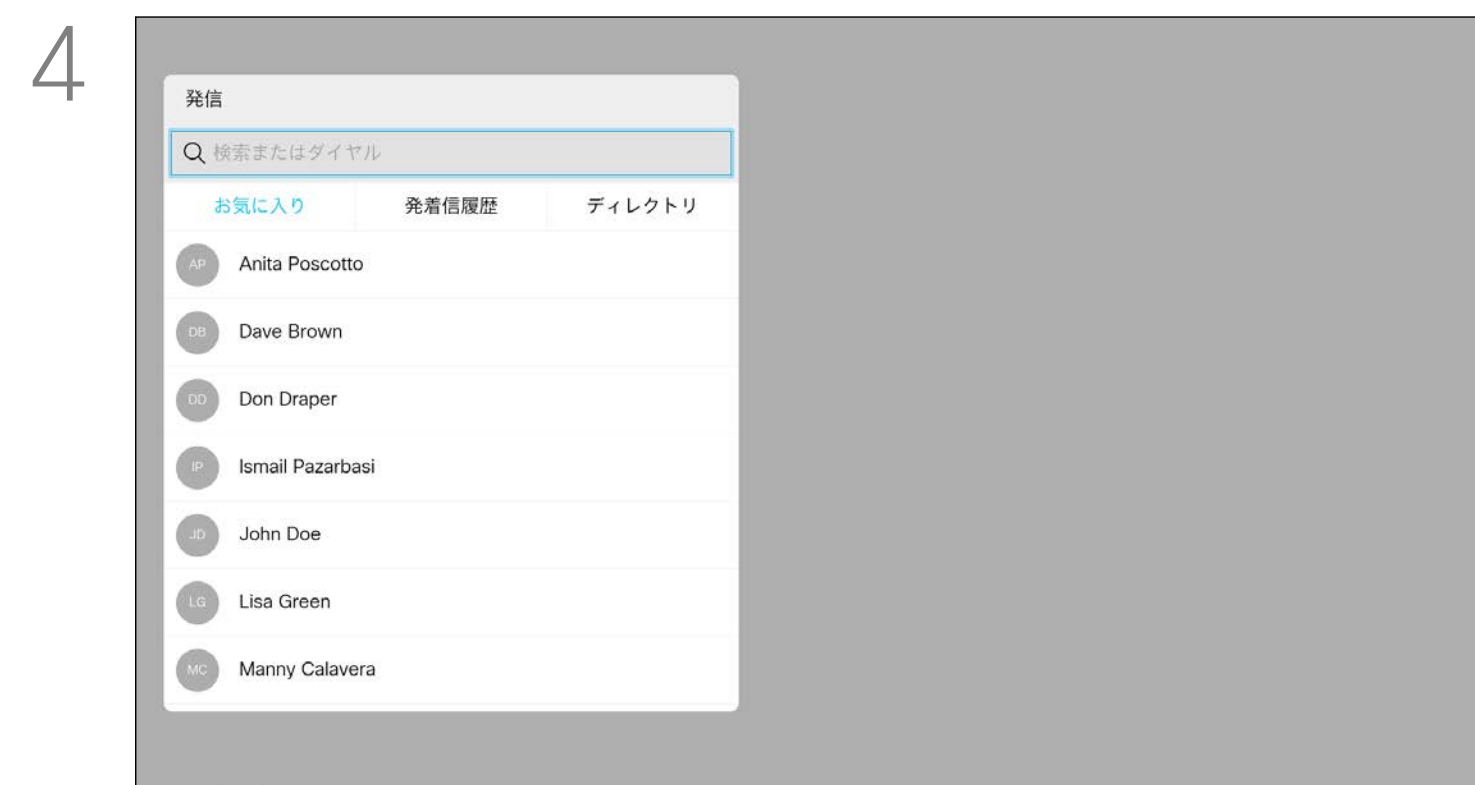 4
発信
検索またはダイヤル
お気に入り 発着信履歴 ディレクトリ
AP Anita Poscotto
DB Dave Brown
DD Don Draper
IP Ismail Pazarbasi
JD John Doe
LG Lisa Green
MC Manny Calavera